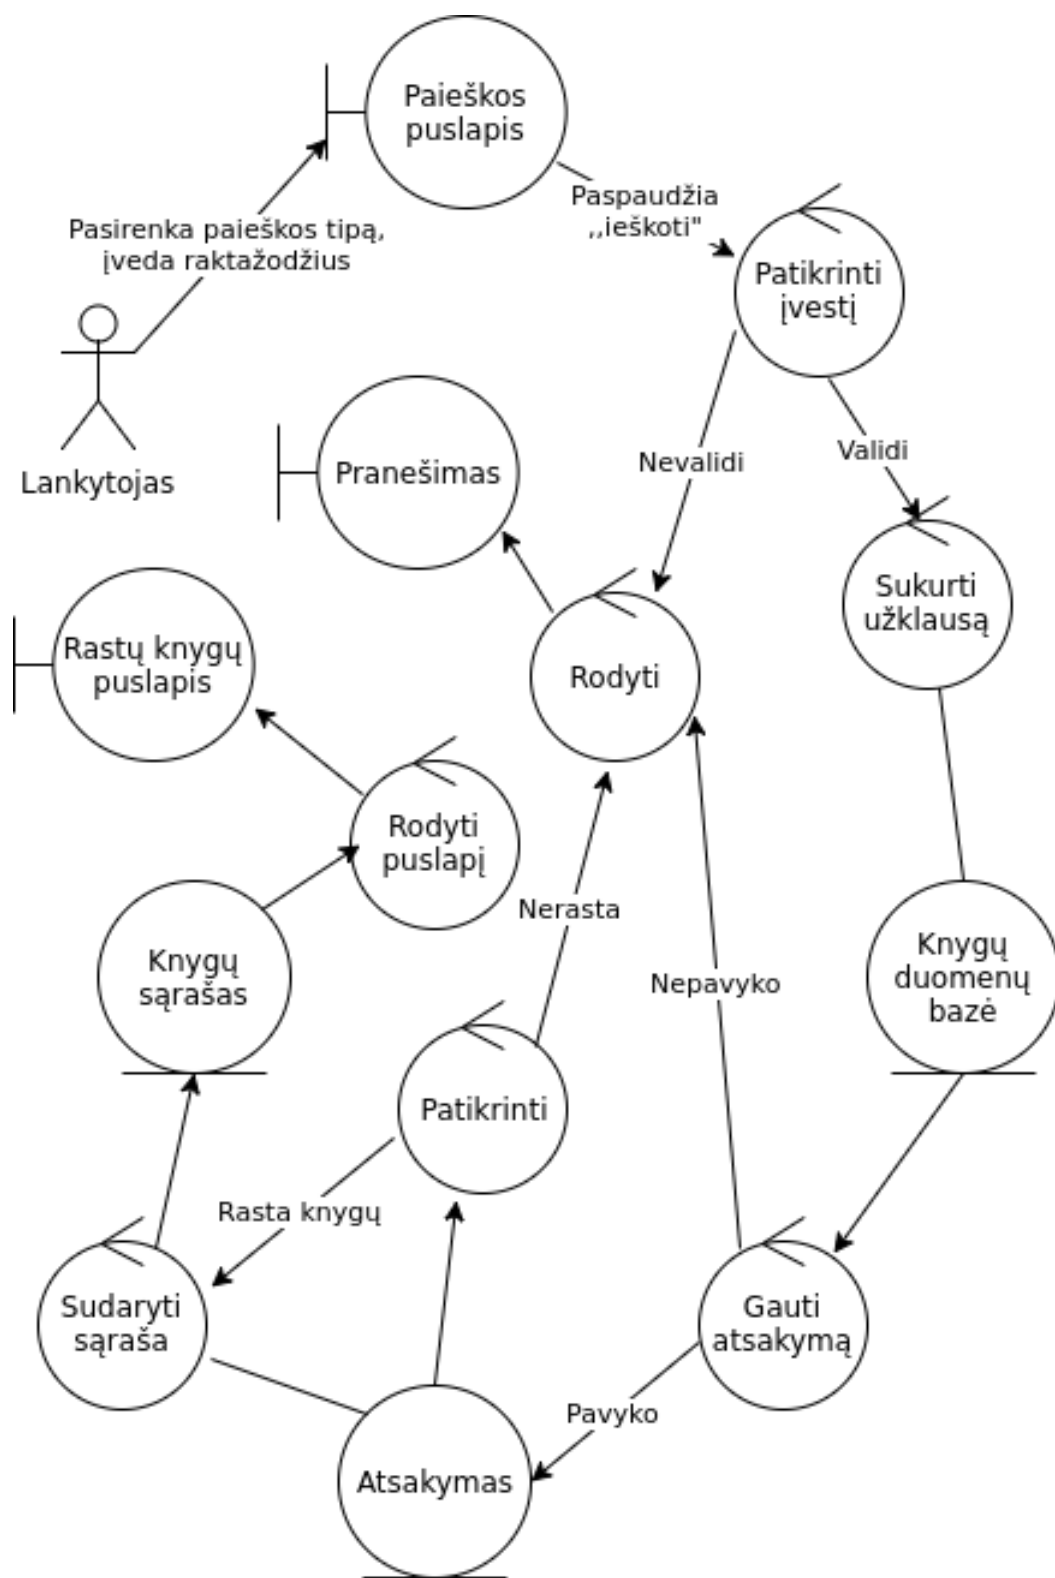 Paieškos
puslapis
Paspaudžia
,,ieškoti"
Pasirenka paieškos tipą,
įveda raktažodžius
Patikrinti
įvestį
Lankytojas
Pranešimas
Nevalidi
Validi
Sukurti
užklausą
Rastų knygų
puslapis
Rodyti
Rodyti
puslapį
Nerasta
Knygų
sąrašas
Nepavyko
Knygų
duomenų
bazė
Patikrinti
Rasta knygų
Sudaryti
sąraša
Gauti
atsakymą
Pavyko
Atsakymas